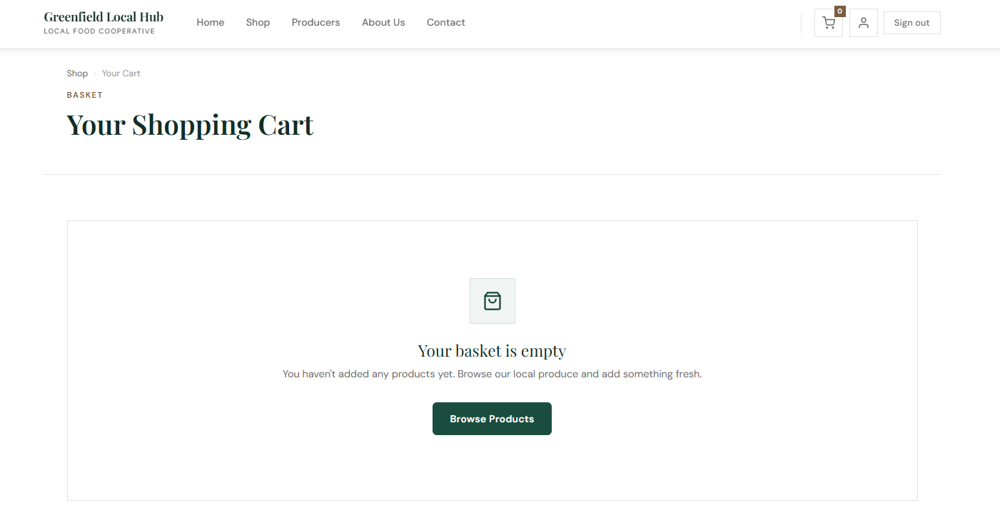 Greenfield Local Hub
LOCAL FOOD COOPERATIVE
Home Shop Producers About Us Contact
0
Sign out
Shop › Your Cart
BASKET
Your Shopping Cart
Your basket is empty
You haven't added any products yet. Browse our local produce and add something fresh.
Browse Products